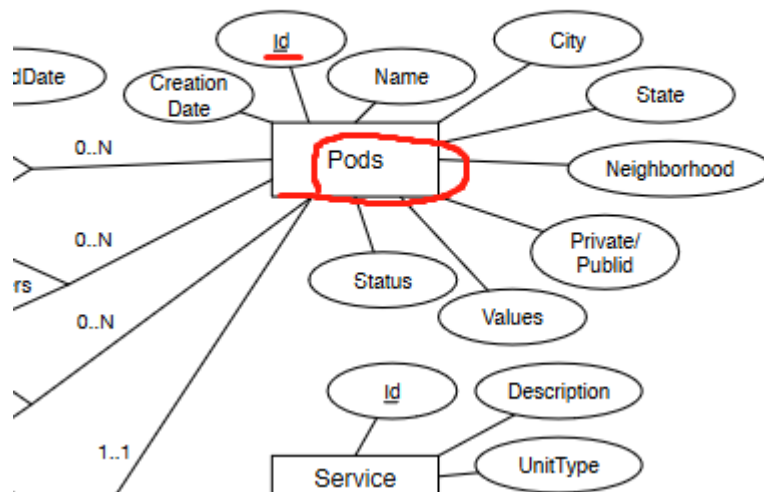 Id
City
dDate
Creation
Date
Name
State
0..N
Pods
Neighborhood
0..N
Private/
Publid
ers
Status
0..N
Values
Id
Description
1..1
Service
UnitType